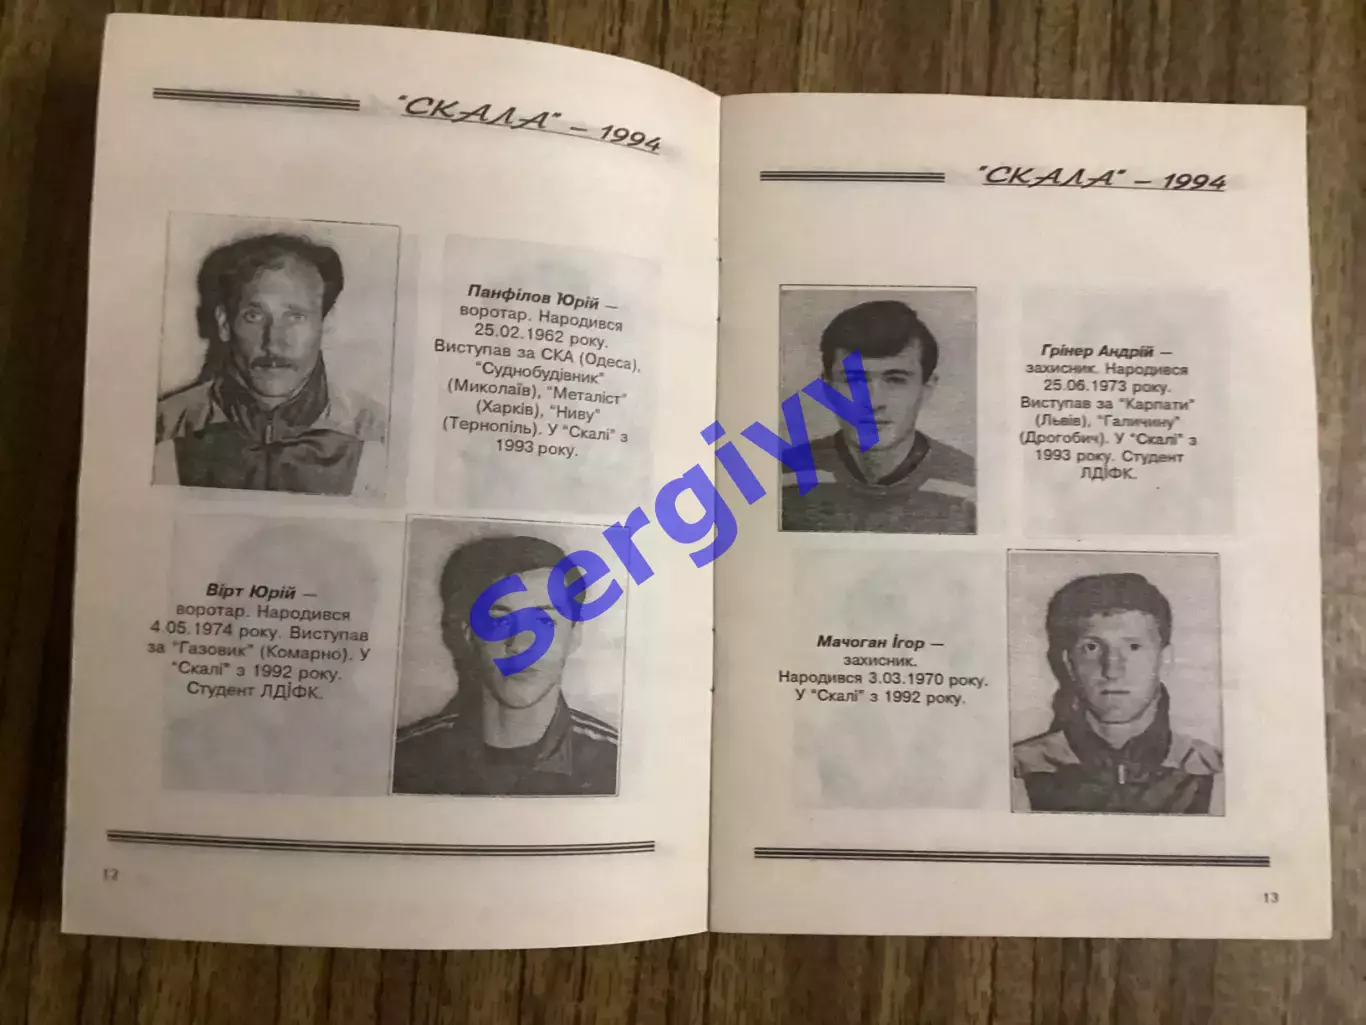 "СКАЛА" – 1994
Панфілов Юрій –
воротар. Народився
25.02.1962 року.
Виступав за СКА (Одеса),
"Суднобудівник"
(Миколаїв), "Металіст"
(Харків), "Ниву"
(Тернопіль). У "Скалі" з
1993 року.
Вірт Юрій –
воротар. Народився
4.05.1974 року. Виступав
за "Газовик" (Комарно). У
"Скалі" з 1992 року.
Студент ЛДІФК.
12
"СКАЛА" – 1994
Грінер Андрій –
захисник. Народився
25.06.1973 року.
Виступав за "Карпати"
(Львів), "Галичину"
(Дрогобич). У "Скалі" з
1993 року. Студент
ЛДІФК.
Мачоган Ігор –
захисник.
Народився 3.03.1970 року.
У "Скалі" з 1992 року.
13
Sergiyy